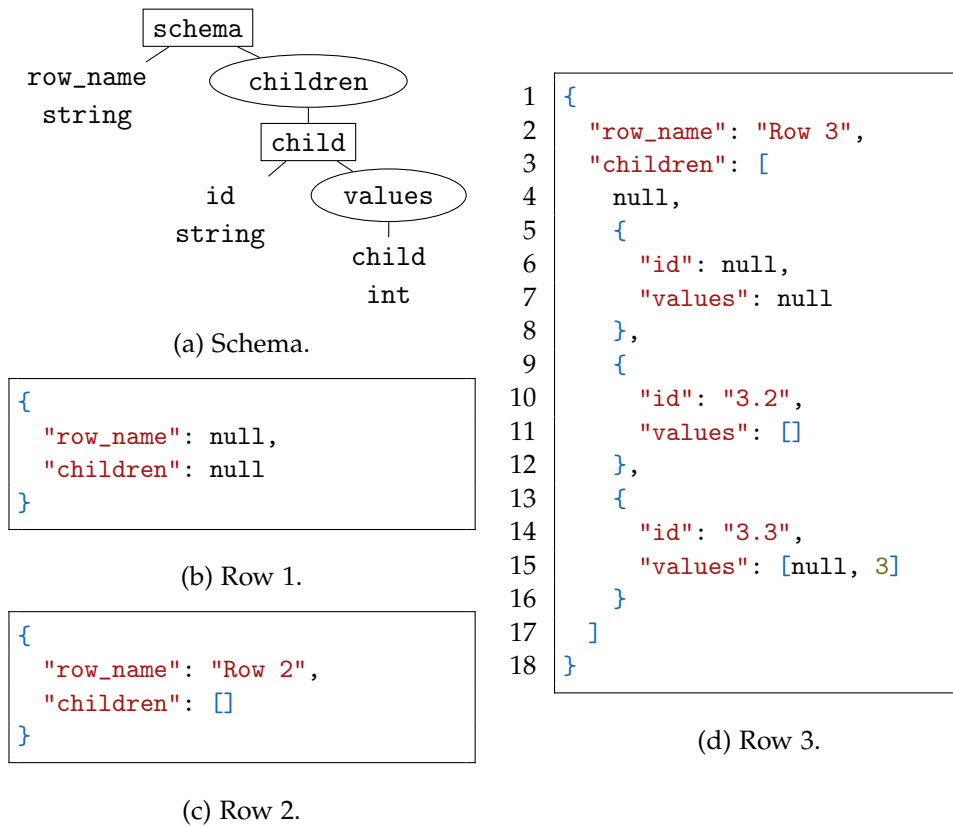 schema
row_name
string
children
child
id
string
values
child
int
(a) Schema.
{
"row_name": null,
"children": null
}
(b) Row 1.
{
"row_name": "Row 2",
"children": []
}
(c) Row 2.
1 {
2 "row_name": "Row 3",
3 "children": [
4 null,
5 {
6 "id": null,
7 "values": null
8 },
9 {
10 "id": "3.2",
11 "values": []
12 },
13 {
14 "id": "3.3",
15 "values": [null, 3]
16 }
17 ]
18 }
(d) Row 3.